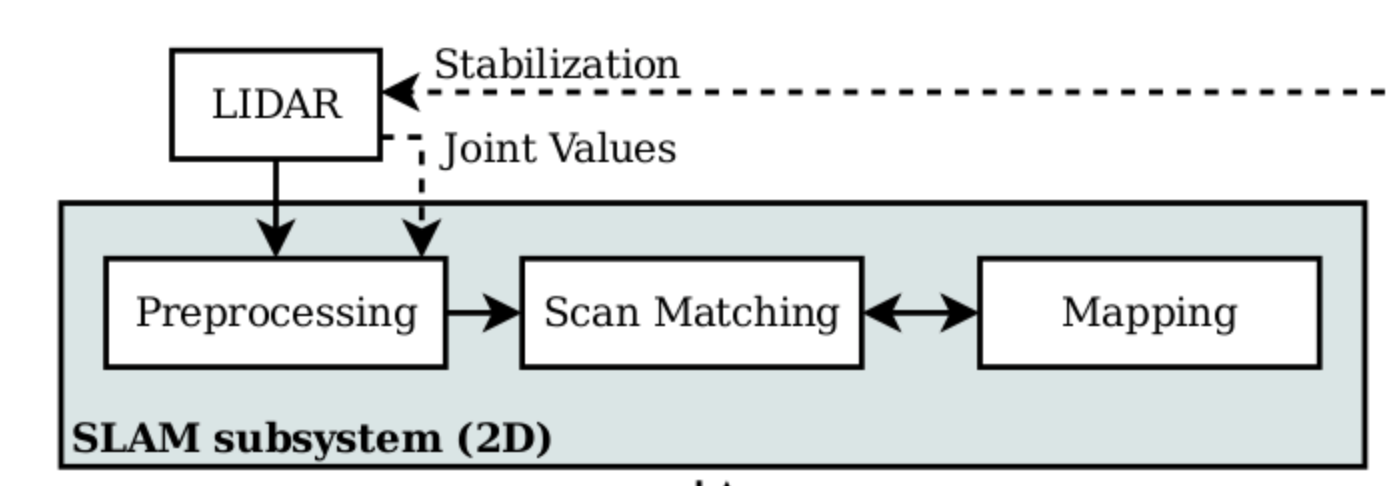 Stabilization
LIDAR
Joint Values
Preprocessing
Scan Matching
Mapping
SLAM subsystem (2D)